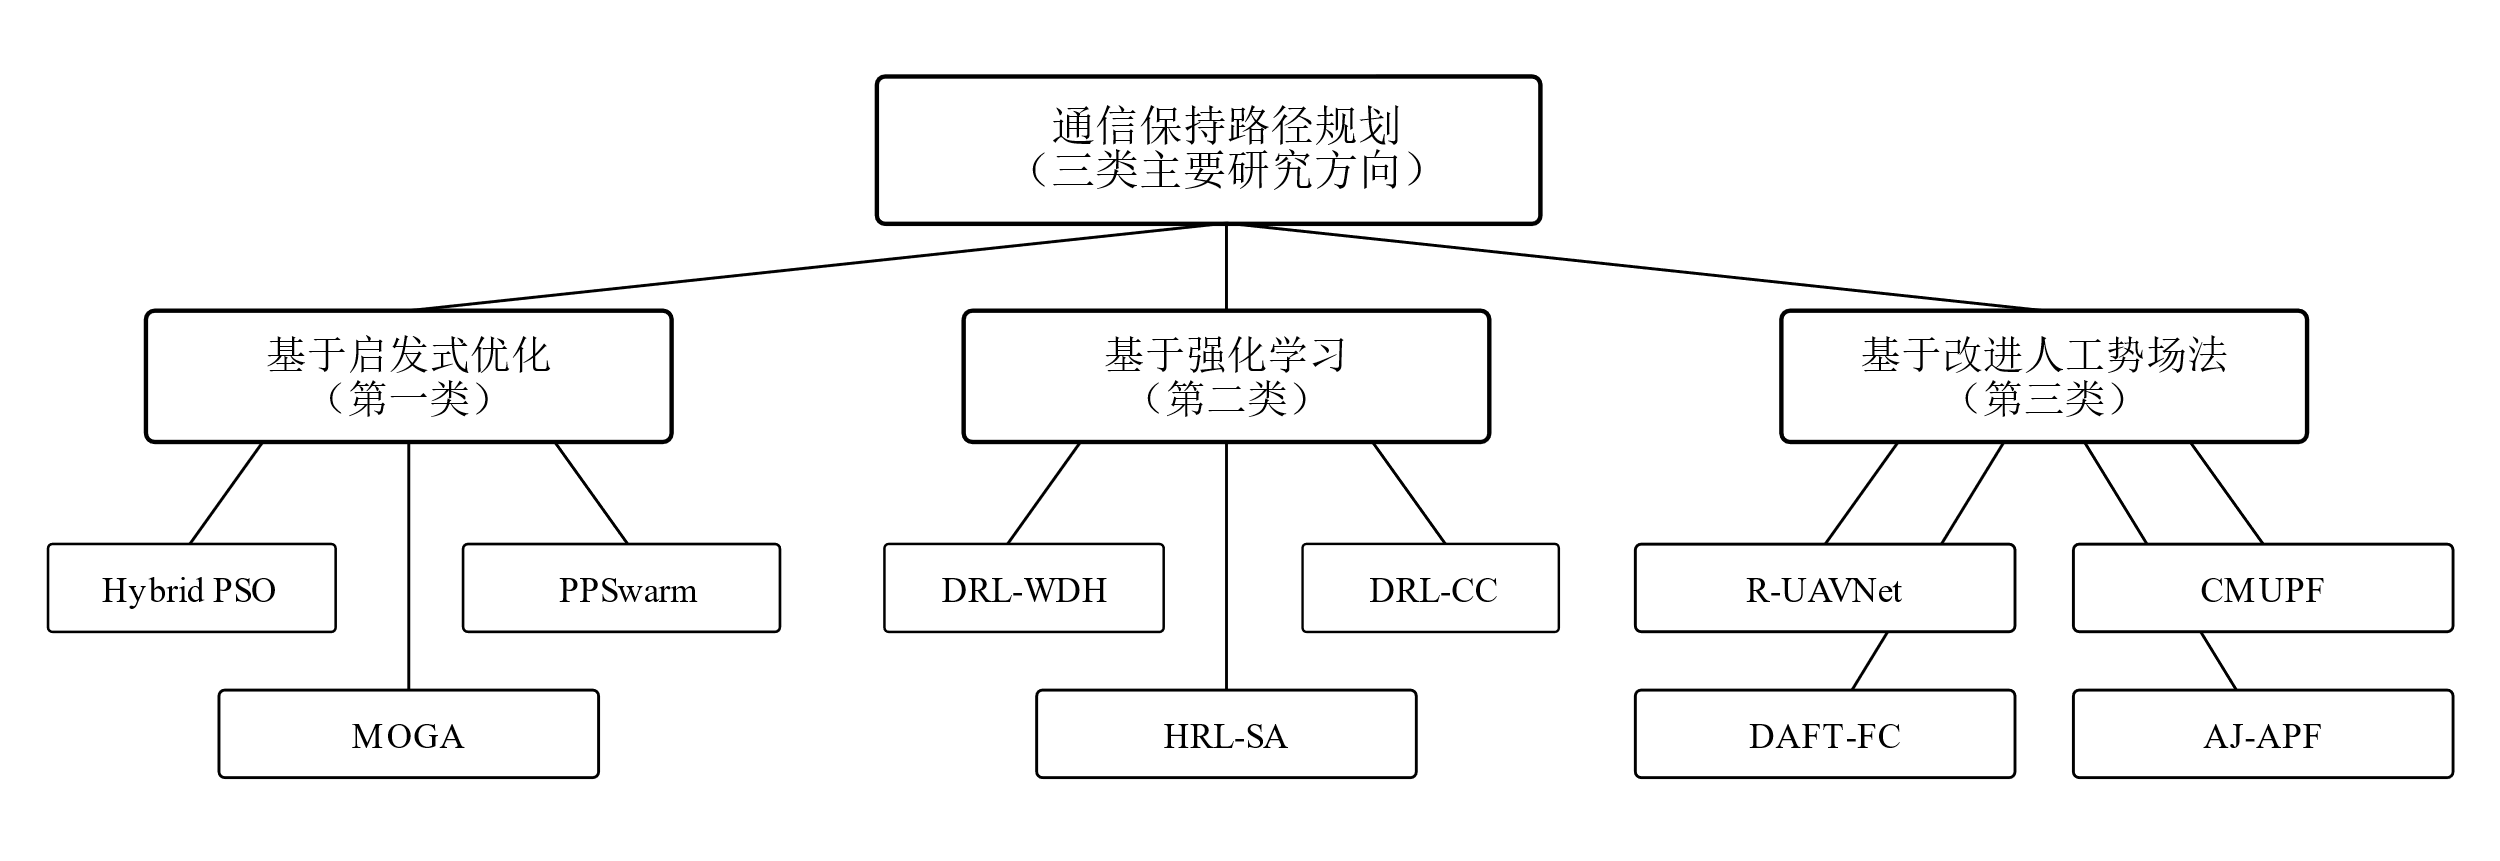 通信保持路径规划
（三类主要研究方向）
基于启发式优化
（第一类）
基于强化学习
（第二类）
基于改进人工势场法
（第三类）
Hybrid PSO
PPSwarm
DRL-WDH
DRL-CC
R-UAVNet
CMUPF
MOGA
HRL-SA
DAFT-FC
AJ-APF